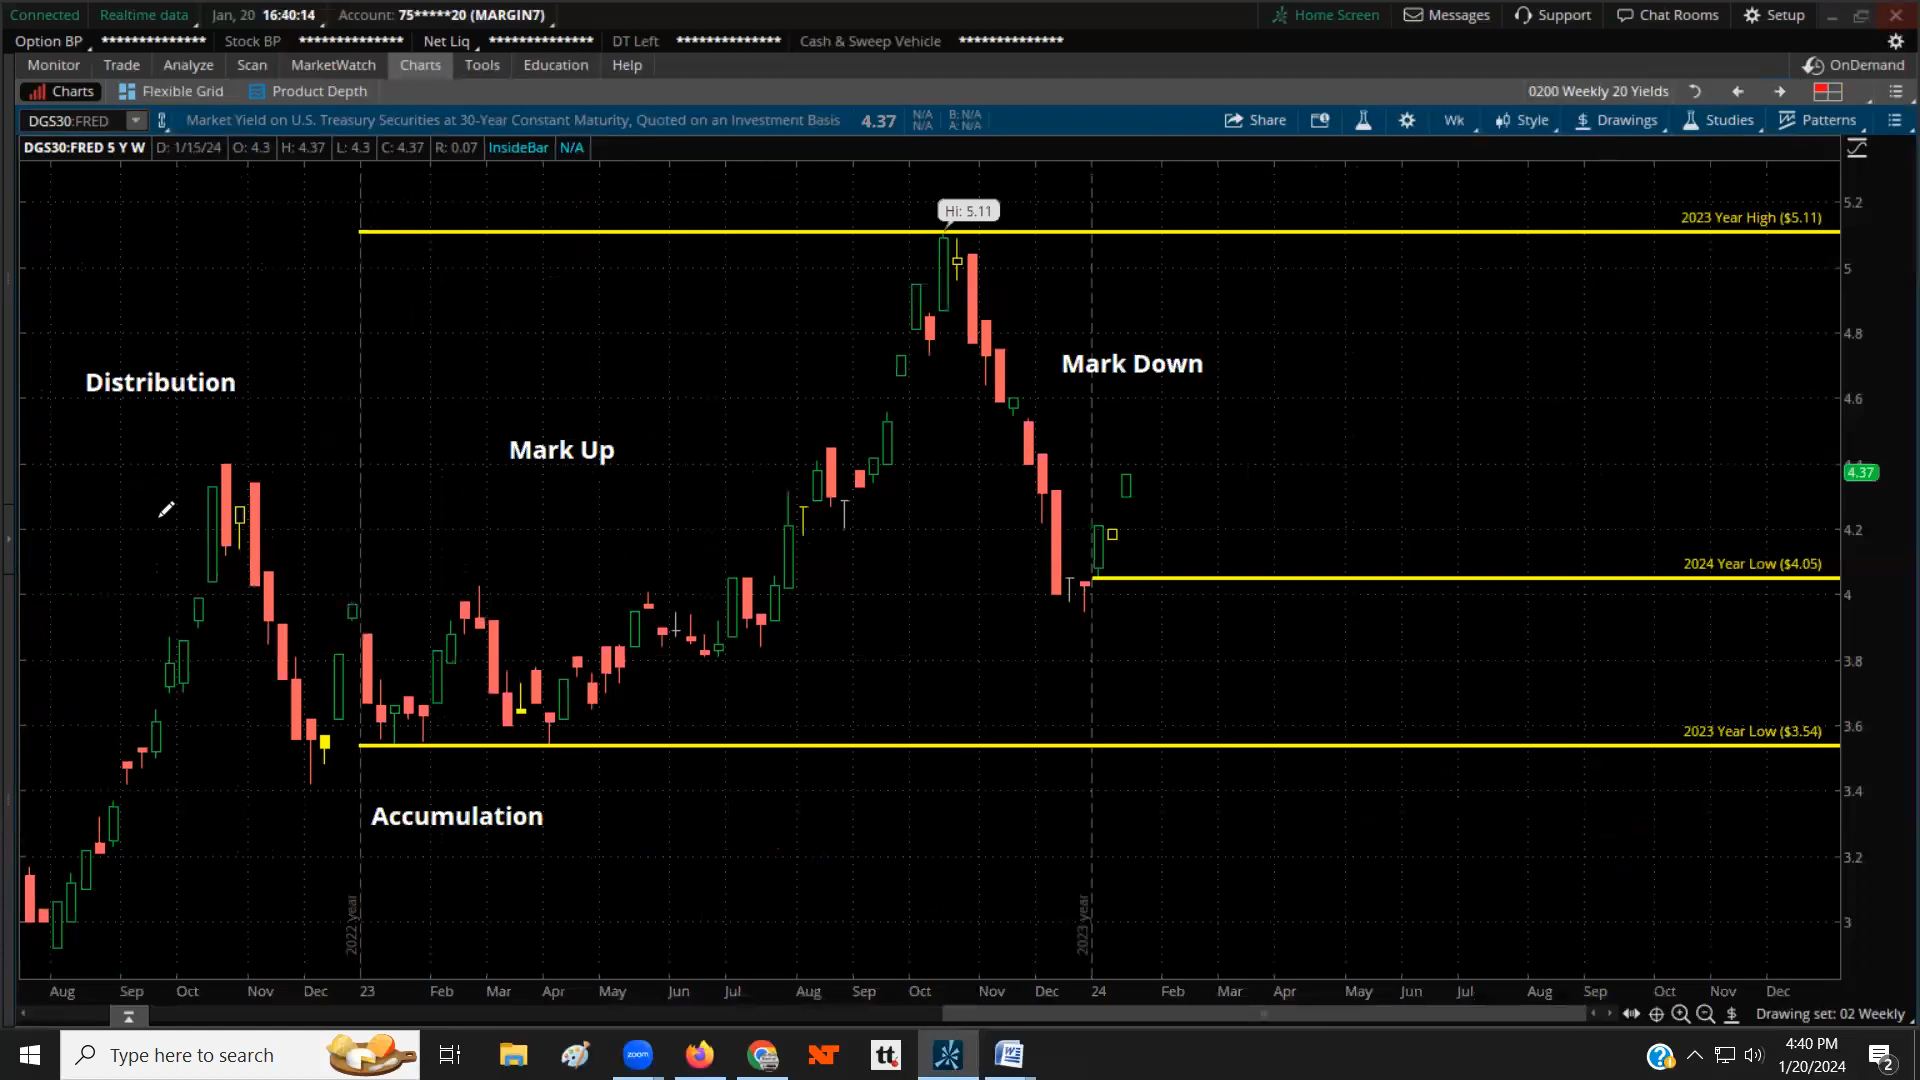 Connected Realtime data Jan, 20 16:40:14 Account: 75*****20 (MARGIN7) Home Screen Messages Support Chat Rooms Setup
Option BP ************** Stock BP ************** Net Liq ************** DT Left ************** Cash & Sweep Vehicle **************
Monitor Trade Analyze Scan MarketWatch Charts Tools Education Help OnDemand
Charts Flexible Grid Product Depth 0200 Weekly 20 Yields
DGS30:FRED Market Yield on U.S. Treasury Securities at 30-Year Constant Maturity, Quoted on an Investment Basis 4.37 N/A N/A B: N/A A: N/A Share Wk Style Drawings Studies Patterns
DGS30:FRED 5 Y W D: 1/15/24 O: 4.3 H: 4.37 L: 4.3 C: 4.37 R: 0.07 InsideBar N/A
5.2
Hi: 5.11
2023 Year High ($5.11)
5
4.8
Mark Down
Distribution
4.6
Mark Up
4.37
4.2
2024 Year Low ($4.05)
4
3.8
3.6
2023 Year Low ($3.54)
3.4
Accumulation
3.2
2022 year
2023 year
3
Aug Sep Oct Nov Dec 23 Feb Mar Apr May Jun Jul Aug Sep Oct Nov Dec 24 Feb Mar Apr May Jun Jul Aug Sep Oct Nov Dec
Drawing set: 02 Weekly
Type here to search
zoom
tt
4:40 PM
1/20/2024
2